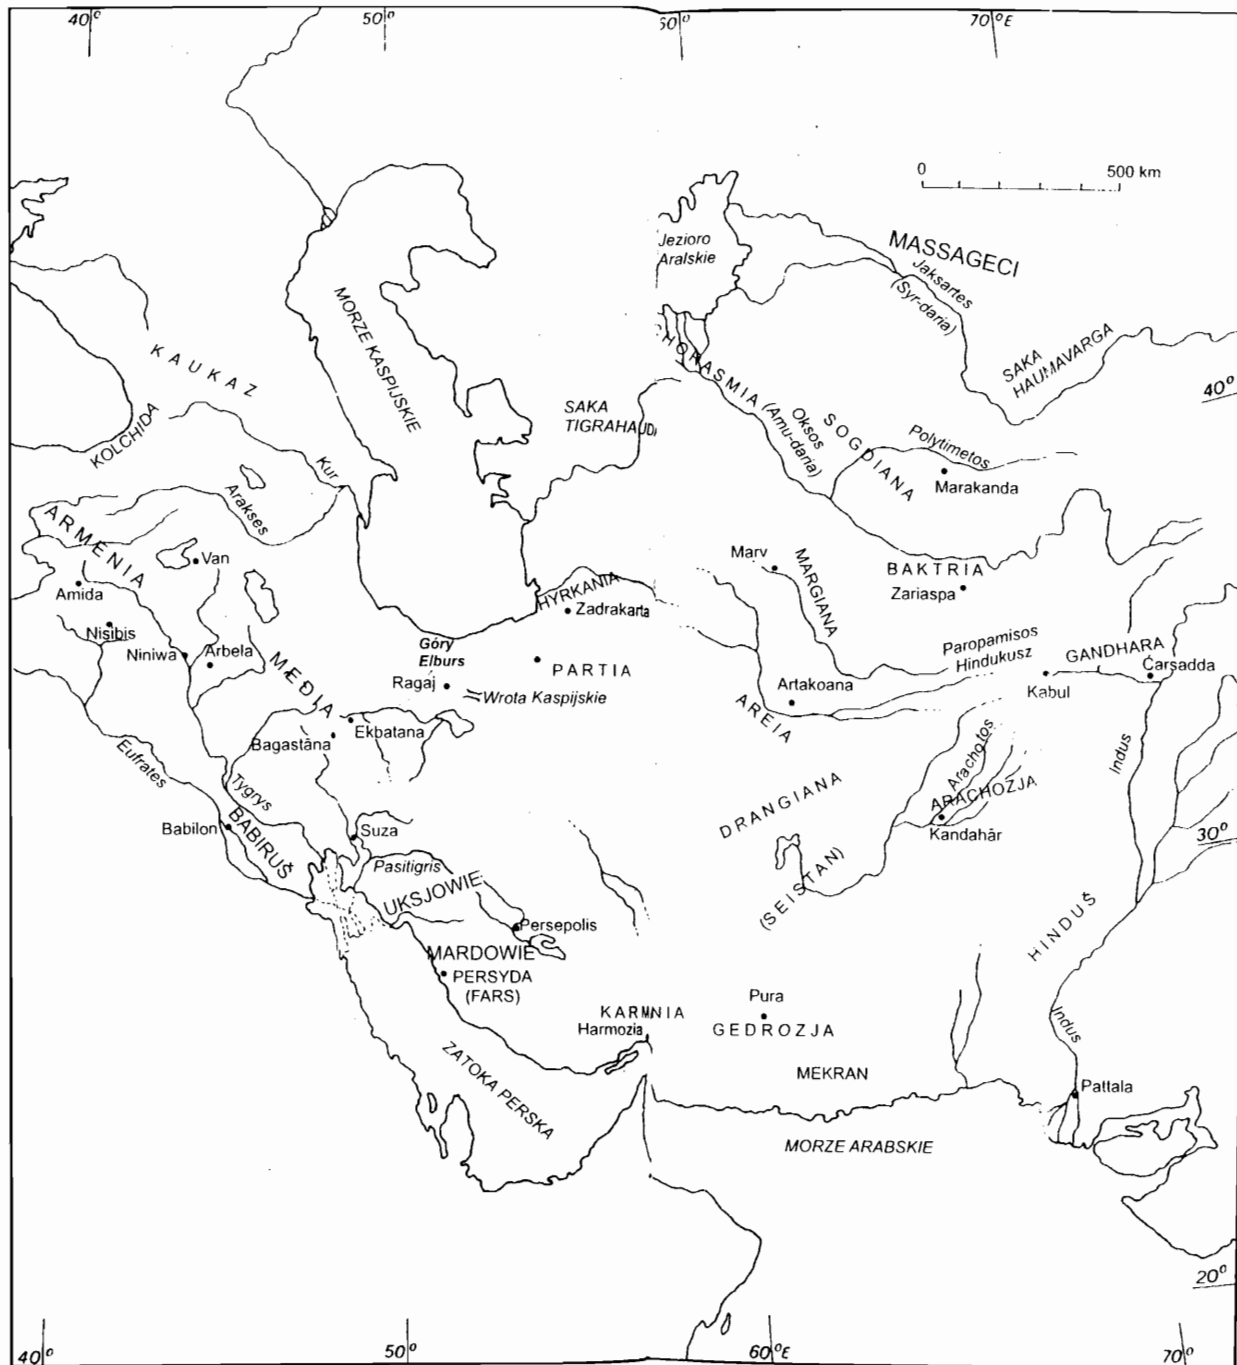 40°
50°
60°
70°E
0
500 km
Jezioro
Aralskie
MASSAGECI
Jaksartes
(Syr-daria)
MORZE KASPIJSKIE
KAUKAZ
HORASMIA
SAKA
HAUMAVARGA
40°
KOLCHIDA
SAKA
TIGRAHAUD
Oksos
(Amu-daria)
SOGDIANA
Polytimetos
Marakanda
Kur
Arakses
ARMENIA
Van
Amida
Nisibis
Niniwa
Arbela
Marv
MARGIANA
BAKTRIA
Zariaspa
HYRKANIA
Zadrakarta
Góry
Elburs
PARTIA
Ragaj
Wrota Kaspijskie
MEDIA
Paropamisos
Hindukusz
GANDHARA
Kabul
Čarsadda
Artakoana
AREIA
Bagastāna
Ekbatana
Eufrates
Tygrys
Arachotos
ARACHOZJA
Kandahār
Indus
DRANGIANA
Babilon
BABIRUŠ
Suza
30°
Pasitigris
UKSJOWIE
(SEISTAN)
Persepolis
HINDUŠ
MARDOWIE
PERSYDA
(FARS)
KARMNIA
Harmozia
Pura
GEDROZJA
Indus
ZATOKA PERSKA
MEKRAN
Pattala
MORZE ARABSKIE
20°
40°
50°
60°E
70°